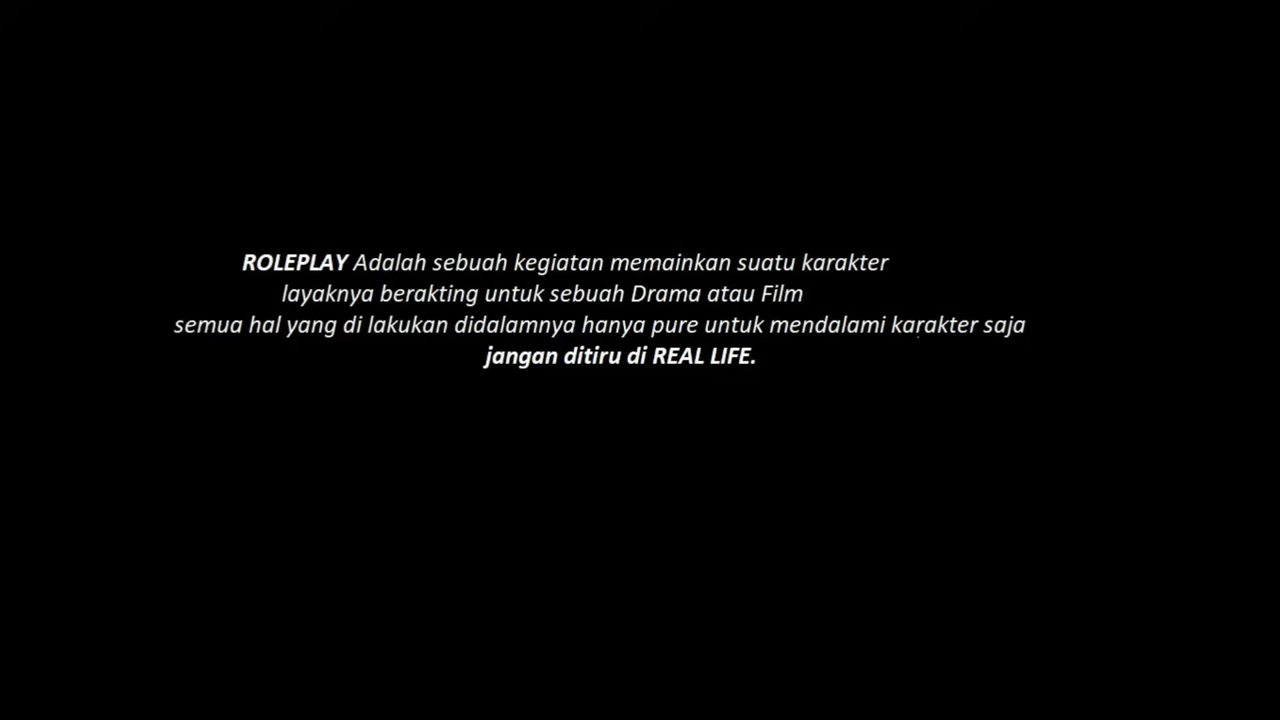 ROLEPLAY Adalah sebuah kegiatan memainkan suatu karakter
layaknya berakting untuk sebuah Drama atau Film
semua hal yang di lakukan didalamnya hanya pure untuk mendalami karakter saja
jangan ditiru di REAL LIFE.